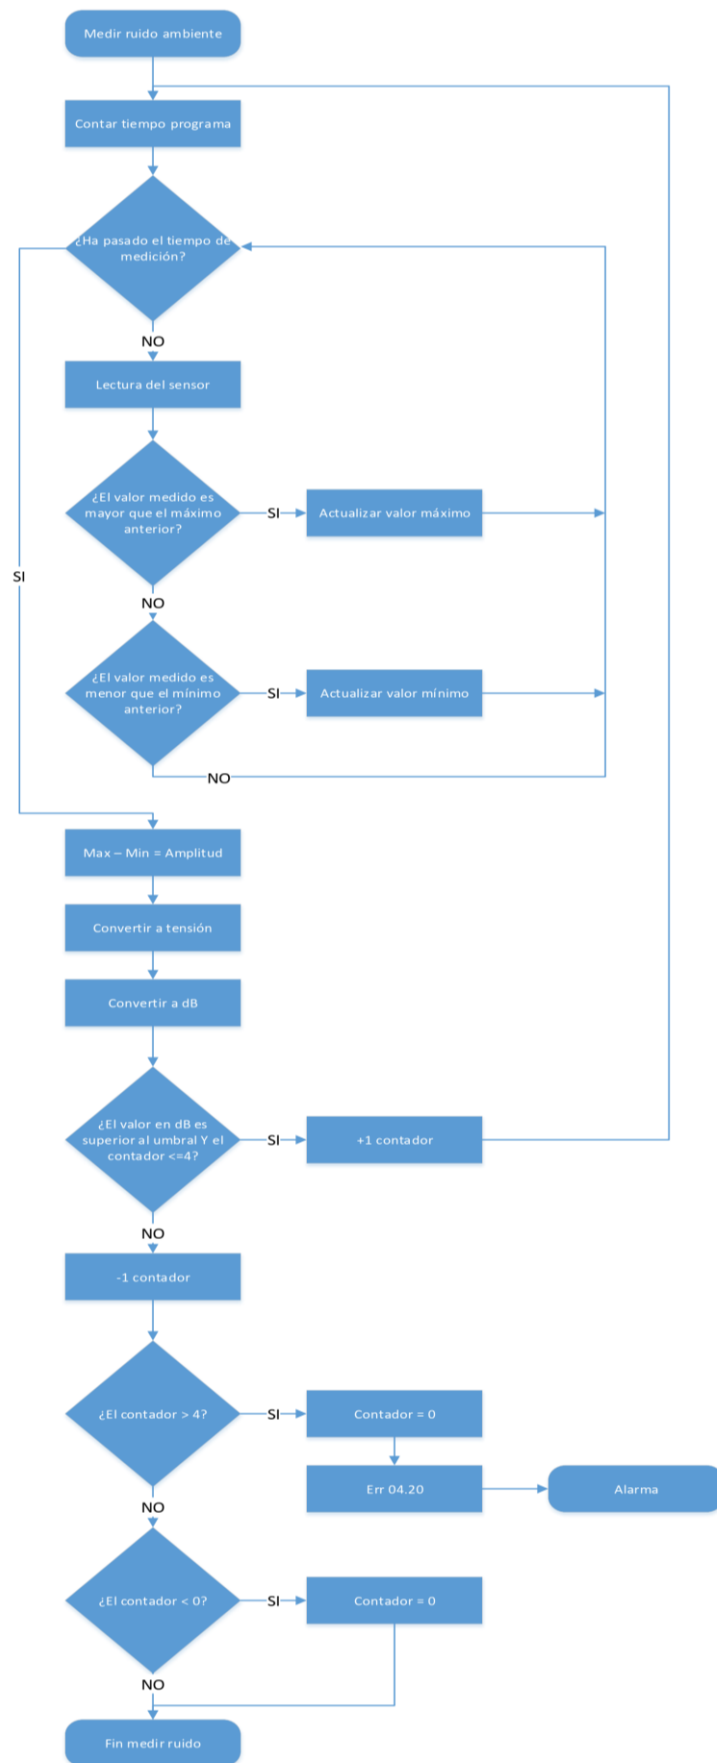 Medir ruido ambiente
Contar tiempo programa
¿Ha pasado el tiempo de
medición?
NO
Lectura del sensor
¿El valor medido es
mayor que el máximo
anterior?
SI
Actualizar valor máximo
SI
NO
¿El valor medido es
menor que el mínimo
anterior?
SI
Actualizar valor mínimo
NO
Max – Min = Amplitud
Convertir a tensión
Convertir a dB
¿El valor en dB es
superior al umbral Y el
contador <=4?
SI
+1 contador
NO
-1 contador
¿El contador > 4?
SI
Contador = 0
Err 04.20
Alarma
NO
¿El contador < 0?
SI
Contador = 0
NO
Fin medir ruido